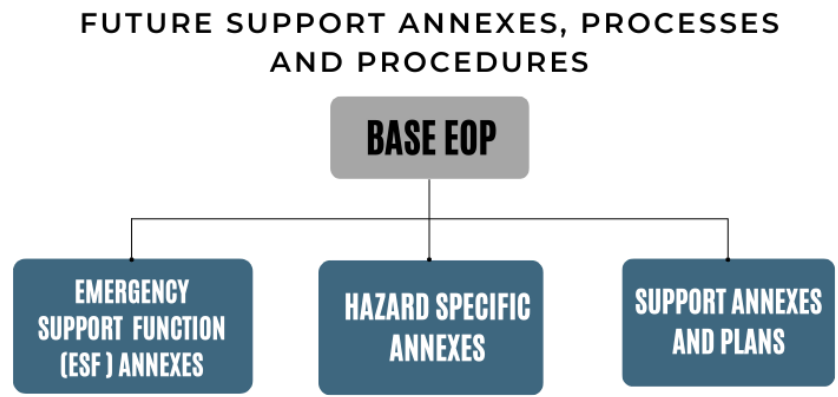 FUTURE SUPPORT ANNEXES, PROCESSES
AND PROCEDURES
BASE EOP
EMERGENCY
SUPPORT FUNCTION
(ESF ) ANNEXES
HAZARD SPECIFIC
ANNEXES
SUPPORT ANNEXES
AND PLANS